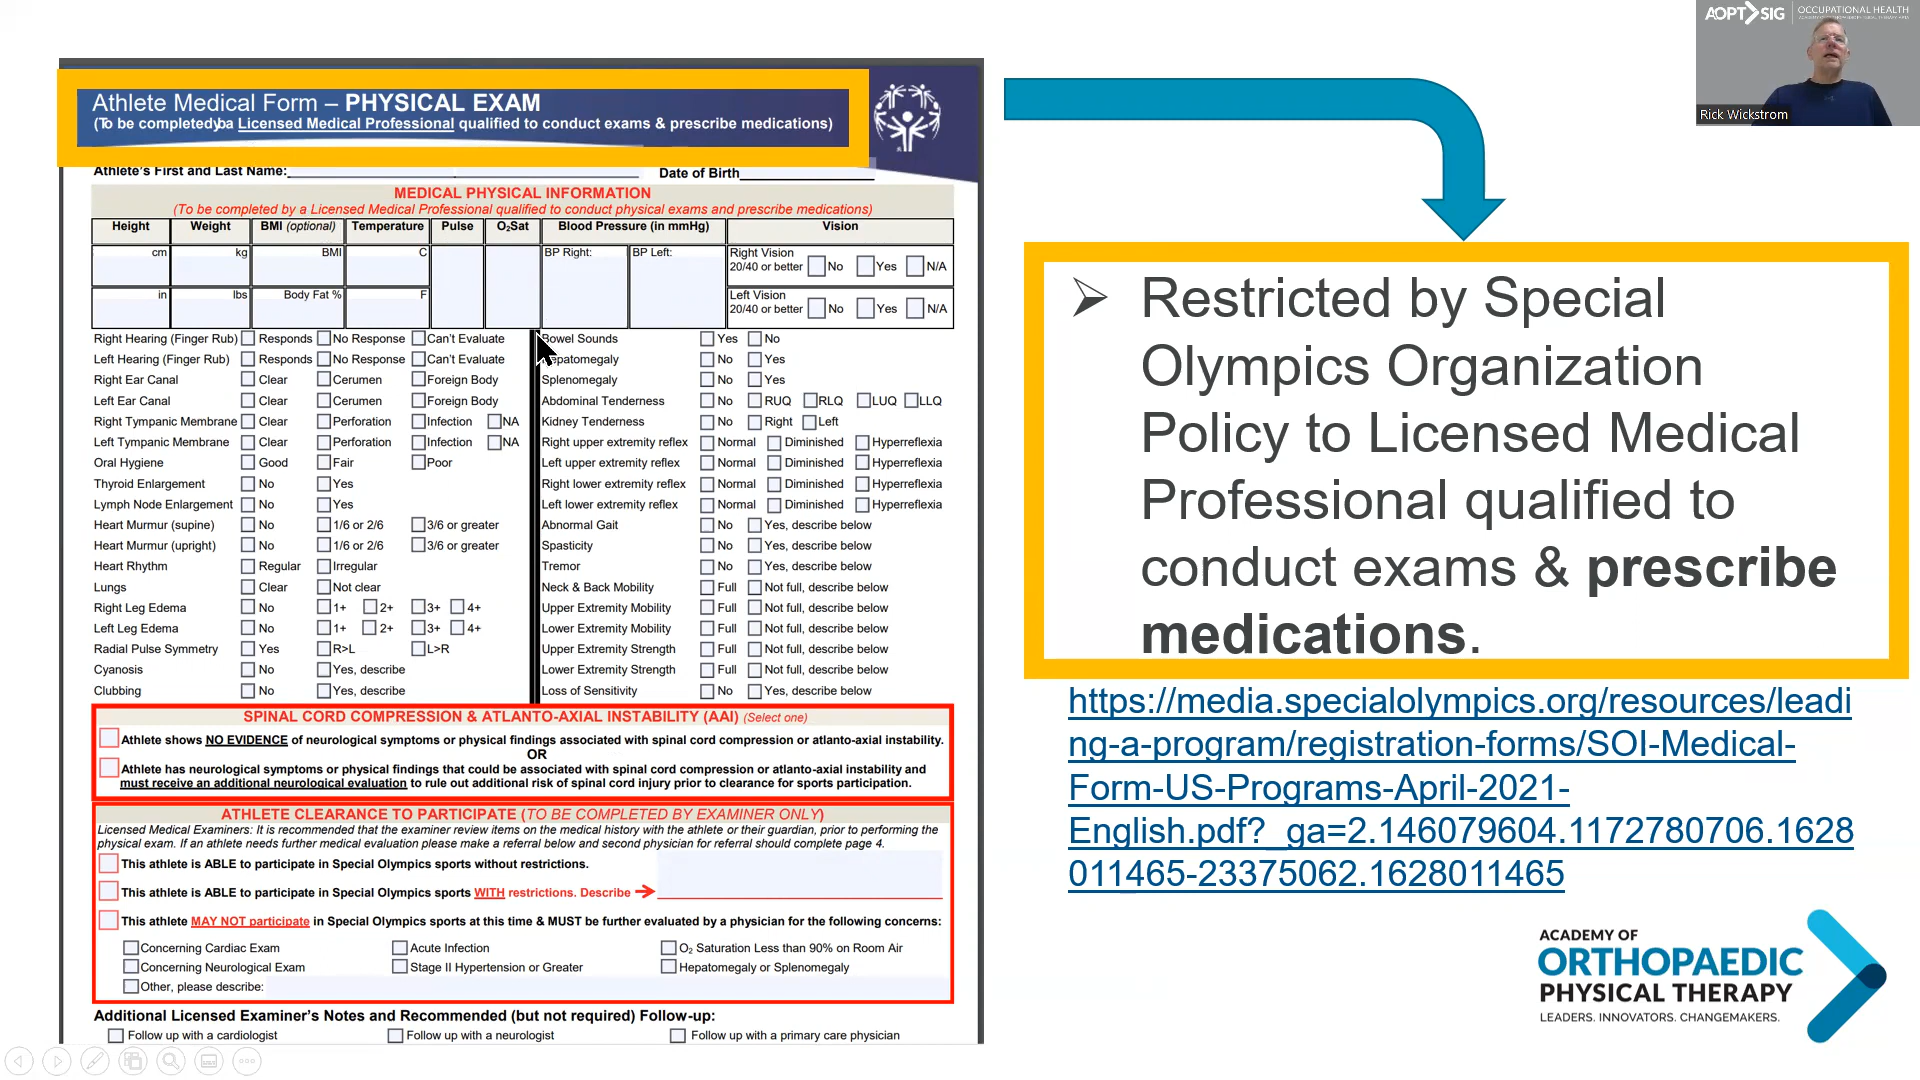 AOPT SIG OCCUPATIONAL HEALTH
Rick Wickstrom
Athlete Medical Form – PHYSICAL EXAM
(To be completedyba Licensed Medical Professional qualified to conduct exams & prescribe medications)
Athlete's First and Last Name: Date of Birth
MEDICAL PHYSICAL INFORMATION
(To be completed by a Licensed Medical Professional qualified to conduct physical exams and prescribe medications)
Height Weight BMI (optional) Temperature Pulse O₂Sat Blood Pressure (in mmHg) Vision
cm kg BMI C BP Right: BP Left: Right Vision
20/40 or better No Yes N/A
in lbs Body Fat % F Left Vision
20/40 or better No Yes N/A
Right Hearing (Finger Rub) Responds No Response Can't Evaluate
Left Hearing (Finger Rub) Responds No Response Can't Evaluate
Right Ear Canal Clear Cerumen Foreign Body
Left Ear Canal Clear Cerumen Foreign Body
Right Tympanic Membrane Clear Perforation Infection NA
Left Tympanic Membrane Clear Perforation Infection NA
Oral Hygiene Good Fair Poor
Thyroid Enlargement No Yes
Lymph Node Enlargement No Yes
Heart Murmur (supine) No 1/6 or 2/6 3/6 or greater
Heart Murmur (upright) No 1/6 or 2/6 3/6 or greater
Heart Rhythm Regular Irregular
Lungs Clear Not clear
Right Leg Edema No 1+ 2+ 3+ 4+
Left Leg Edema No 1+ 2+ 3+ 4+
Radial Pulse Symmetry Yes R>L L>R
Cyanosis No Yes, describe
Clubbing No Yes, describe
Bowel Sounds Yes No
Hepatomegaly No Yes
Splenomegaly No Yes
Abdominal Tenderness No RUQ RLQ LUQ LLQ
Kidney Tenderness No Right Left
Right upper extremity reflex Normal Diminished Hyperreflexia
Left upper extremity reflex Normal Diminished Hyperreflexia
Right lower extremity reflex Normal Diminished Hyperreflexia
Left lower extremity reflex Normal Diminished Hyperreflexia
Abnormal Gait No Yes, describe below
Spasticity No Yes, describe below
Tremor No Yes, describe below
Neck & Back Mobility Full Not full, describe below
Upper Extremity Mobility Full Not full, describe below
Lower Extremity Mobility Full Not full, describe below
Upper Extremity Strength Full Not full, describe below
Lower Extremity Strength Full Not full, describe below
Loss of Sensitivity No Yes, describe below
SPINAL CORD COMPRESSION & ATLANTO-AXIAL INSTABILITY (AAI) (Select one)
Athlete shows NO EVIDENCE of neurological symptoms or physical findings associated with spinal cord compression or atlanto-axial instability.
OR
Athlete has neurological symptoms or physical findings that could be associated with spinal cord compression or atlanto-axial instability and
must receive an additional neurological evaluation to rule out additional risk of spinal cord injury prior to clearance for sports participation.
ATHLETE CLEARANCE TO PARTICIPATE (TO BE COMPLETED BY EXAMINER ONLY)
Licensed Medical Examiners: It is recommended that the examiner review items on the medical history with the athlete or their guardian, prior to performing the
physical exam. If an athlete needs further medical evaluation please make a referral below and second physician for referral should complete page 4.
This athlete is ABLE to participate in Special Olympics sports without restrictions.
This athlete is ABLE to participate in Special Olympics sports WITH restrictions. Describe
This athlete MAY NOT participate in Special Olympics sports at this time & MUST be further evaluated by a physician for the following concerns:
Concerning Cardiac Exam Acute Infection O₂ Saturation Less than 90% on Room Air
Concerning Neurological Exam Stage II Hypertension or Greater Hepatomegaly or Splenomegaly
Other, please describe:
Additional Licensed Examiner's Notes and Recommended (but not required) Follow-up:
Follow up with a cardiologist Follow up with a neurologist Follow up with a primary care physician
Restricted by Special
Olympics Organization
Policy to Licensed Medical
Professional qualified to
conduct exams & prescribe
medications.
https://media.specialolympics.org/resources/leadi
ng-a-program/registration-forms/SOI-Medical-
Form-US-Programs-April-2021-
English.pdf?_ga=2.146079604.1172780706.1628
011465-23375062.1628011465
ACADEMY OF
ORTHOPAEDIC
PHYSICAL THERAPY
LEADERS. INNOVATORS. CHANGEMAKERS.